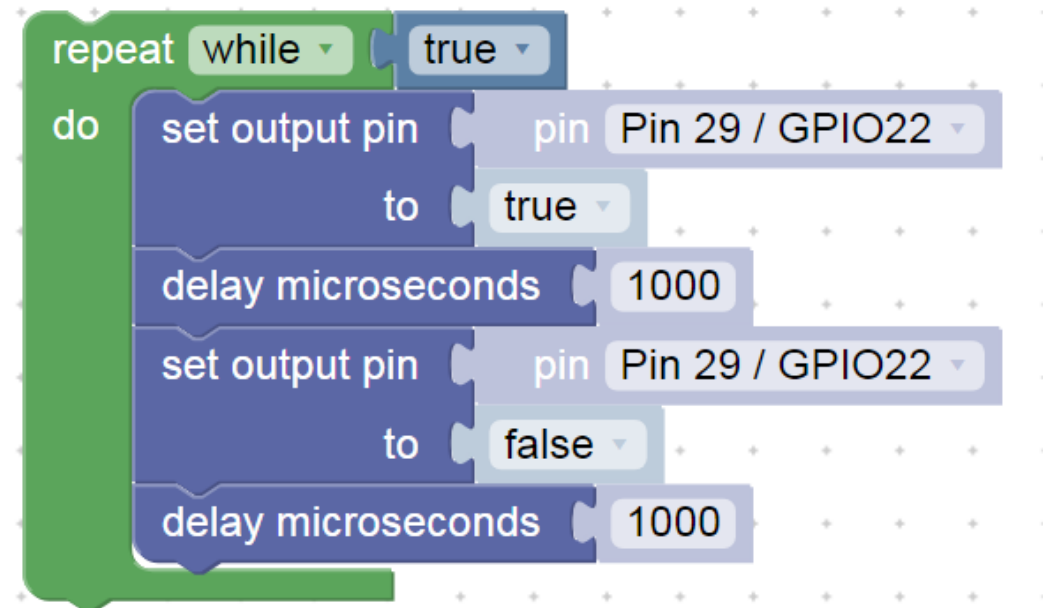 repeat while true
do set output pin pin Pin 29 / GPIO22
to true
delay microseconds 1000
set output pin pin Pin 29 / GPIO22
to false
delay microseconds 1000